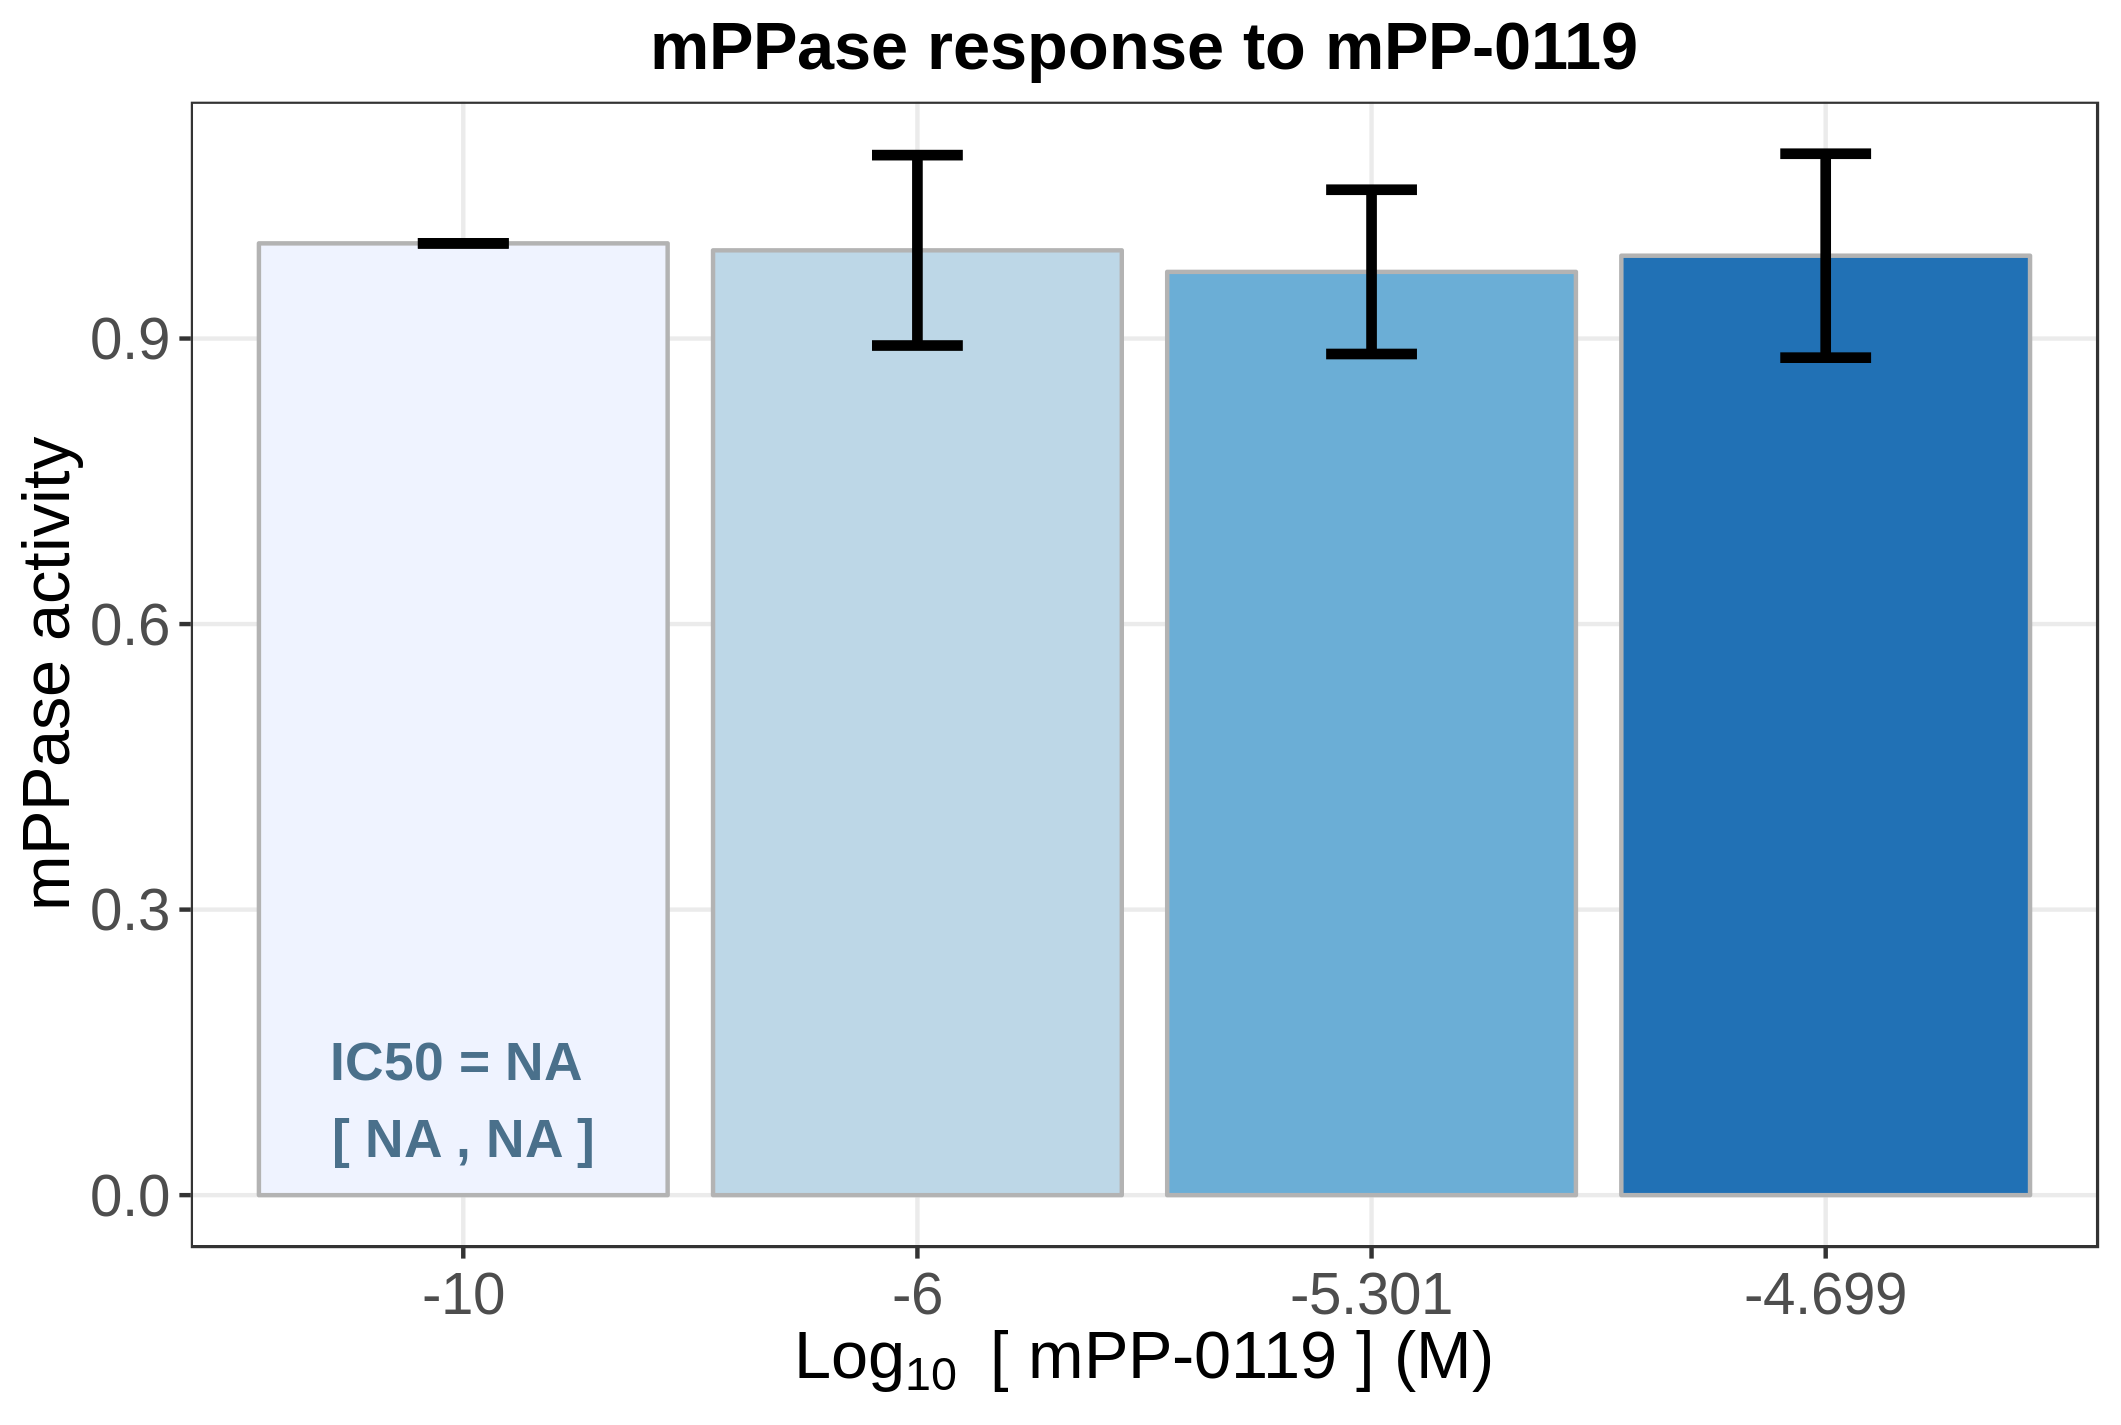 mPPase response to mPP-0119
mPPase activity
0.9
0.6
0.3
0.0
IC50 = NA
[ NA , NA ]
-10
-6
-5.301
-4.699
Log10 [ mPP-0119 ] (M)